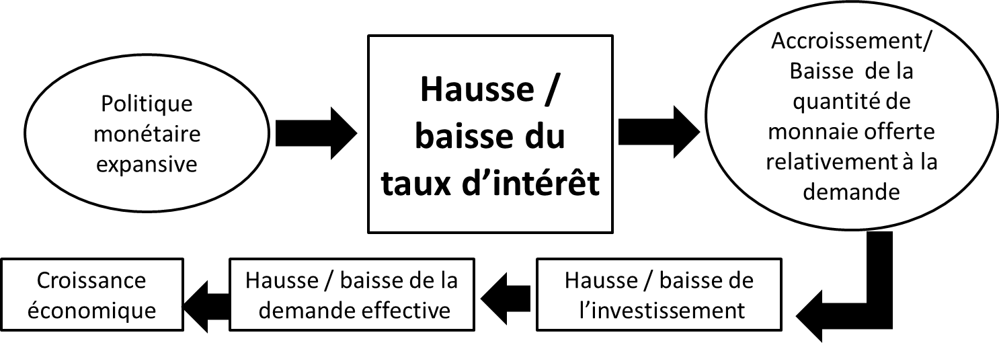 Politique
monétaire
expansive
Hausse /
baisse du
taux d’intérêt
Accroissement/
Baisse de la
quantité de
monnaie offerte
relativement à la
demande
Hausse / baisse de
l’investissement
Hausse / baisse de la
demande effective
Croissance
économique